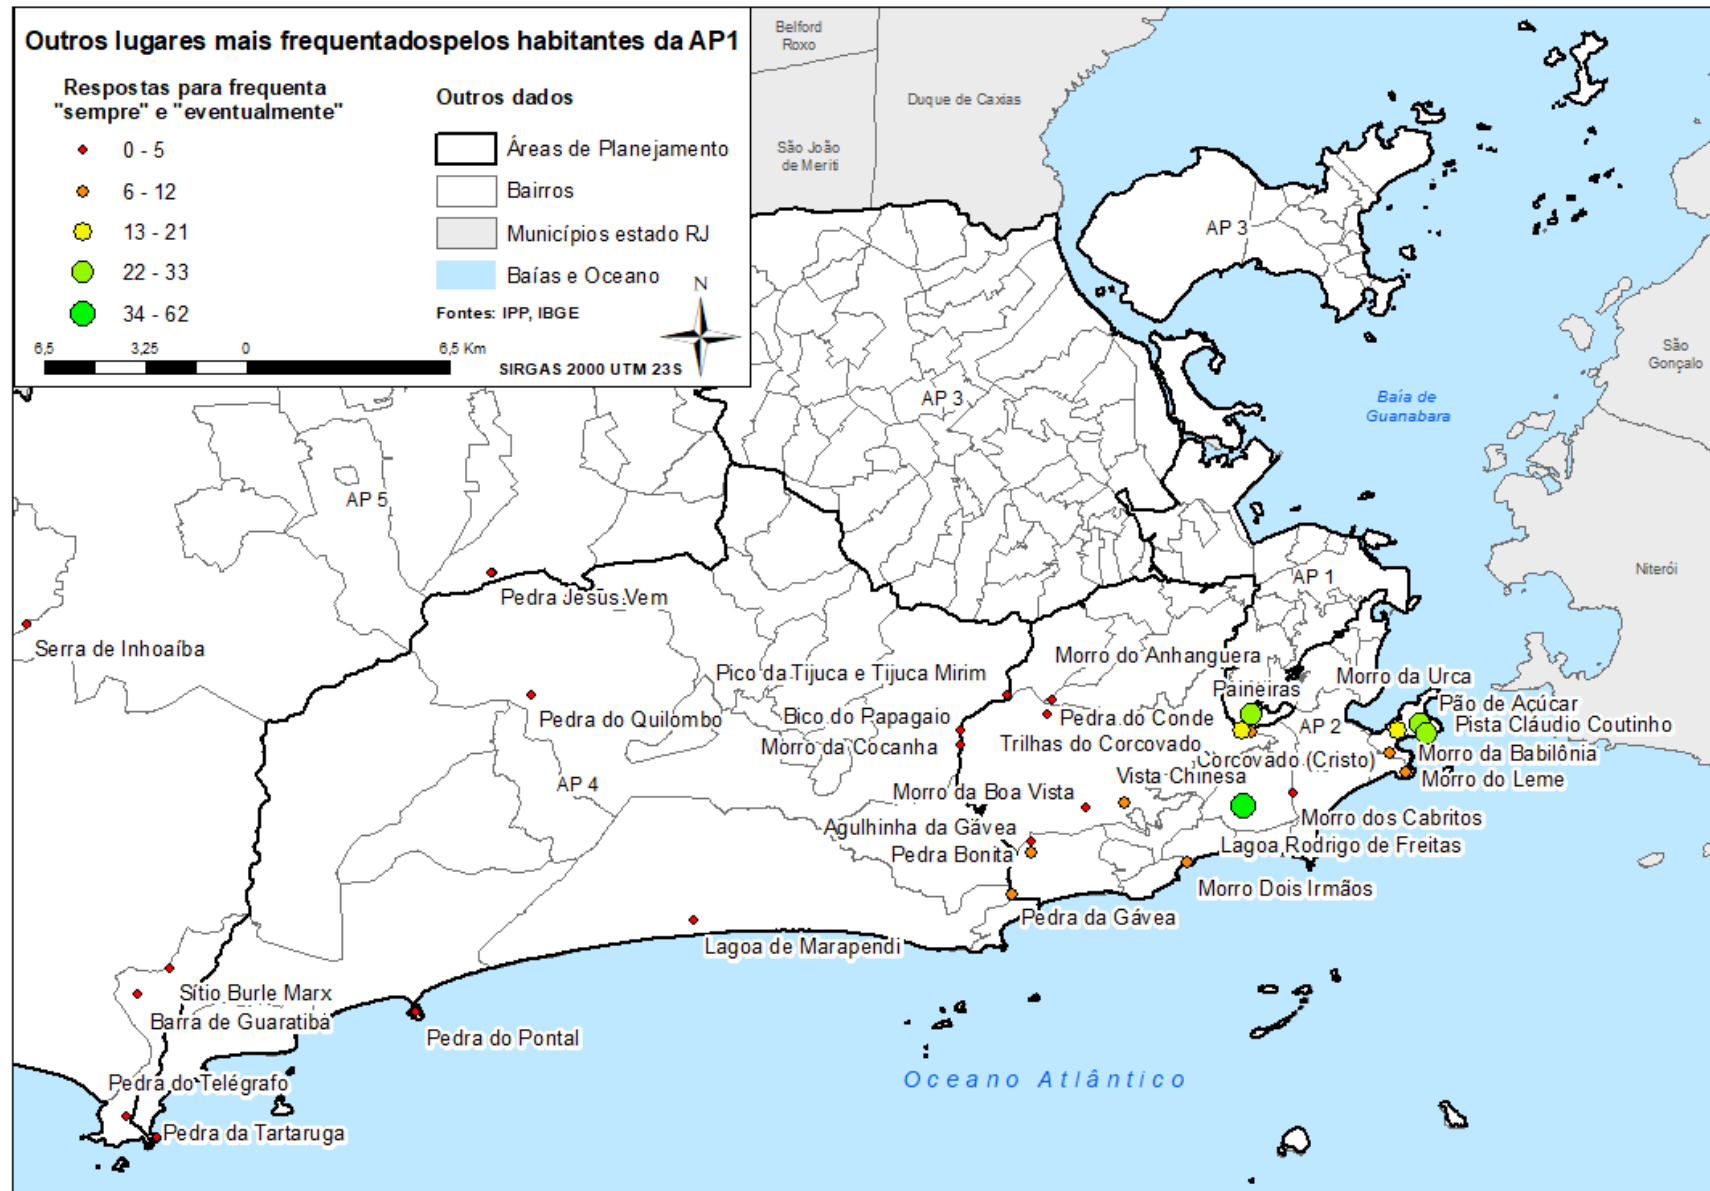 Outros lugares mais frequentadospelos habitantes da AP1
Respostas para frequenta
"sempre" e "eventualmente"
0 - 5
6 - 12
13 - 21
22 - 33
34 - 62
Outros dados
Áreas de Planejamento
Bairros
Municípios estado RJ
Baías e Oceano
Fontes: IPP, IBGE
N
6,5
3,25
0
6,5 Km
SIRGAS 2000 UTM 23S
Belford
Roxo
Duque de Caxias
São João
de Meriti
AP 3
São
Gonçalo
AP 3
Baía de
Guanabara
AP 5
Niterói
AP 1
Pedra Jesus Vem
Serra de Inhoaíba
Morro do Anhanguera
Pico da Tijuca e Tijuca Mirim
Morro da Urca
Paineiras
Pão de Açúcar
Bico do Papagaio
Pedra do Conde
Pedra do Quilombo
AP 2
Pista Cláudio Coutinho
Morro da Cocanha
Trilhas do Corcovado
Morro da Babilônia
Corcovado (Cristo)
Vista Chinesa
Morro do Leme
AP 4
Morro da Boa Vista
Morro dos Cabritos
Agulhinha da Gávea
Lagoa Rodrigo de Freitas
Pedra Bonita
Morro Dois Irmãos
Pedra da Gávea
Lagoa de Marapendi
Sítio Burle Marx
Barra de Guaratiba
Pedra do Pontal
Oceano Atlântico
Pedra do Telégrafo
Pedra da Tartaruga